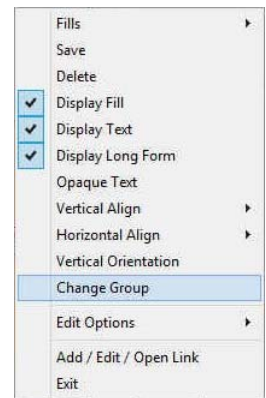 Fills
Save
Delete
Display Fill
Display Text
Display Long Form
Opaque Text
Vertical Align
Horizontal Align
Vertical Orientation
Change Group
Edit Options
Add / Edit / Open Link
Exit